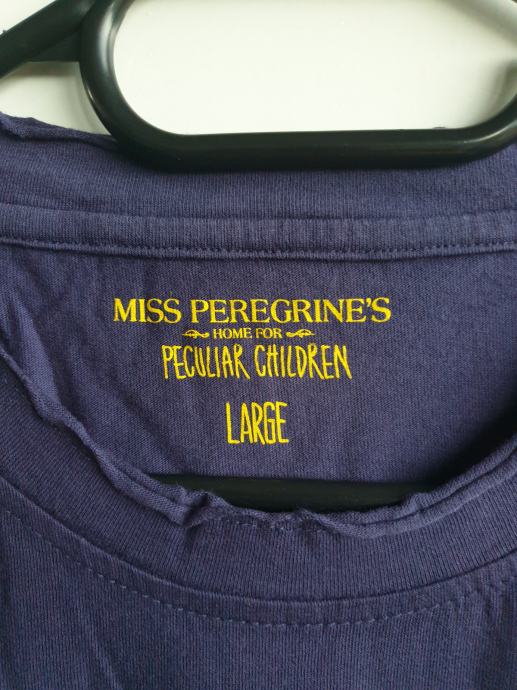 MISS PEREGRINE'S
HOME FOR
PECULIAR CHILDREN
LARGE